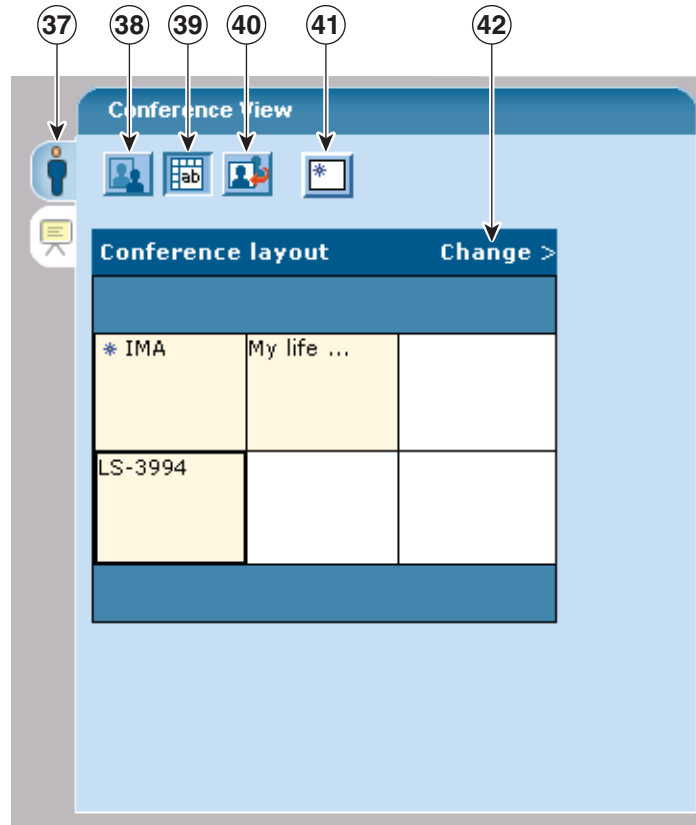 37 38 39 40 41 42
Conference View
ab
Conference layout Change >
* IMA My life ...
LS-3994